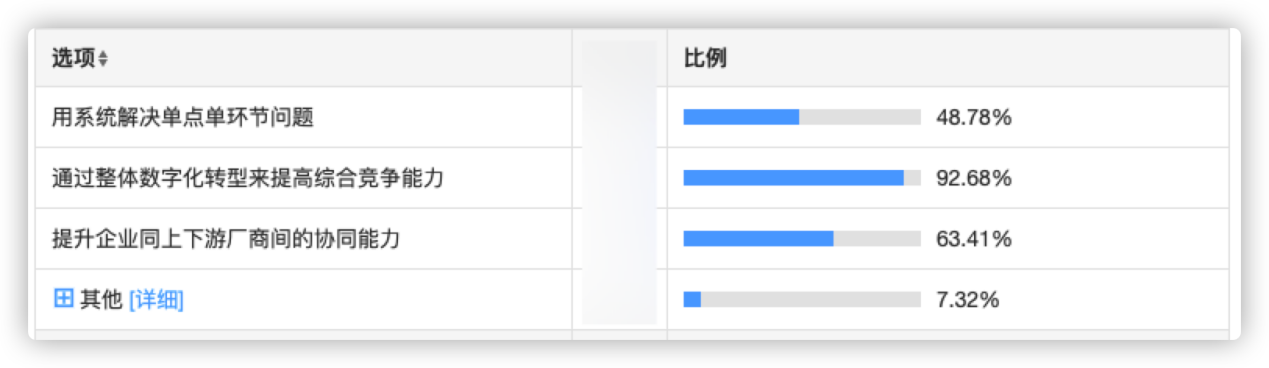 选项 比例
用系统解决单点单环节问题 48.78%
通过整体数字化转型来提高综合竞争能力 92.68%
提升企业同上下游厂商间的协同能力 63.41%
其他 [详细] 7.32%